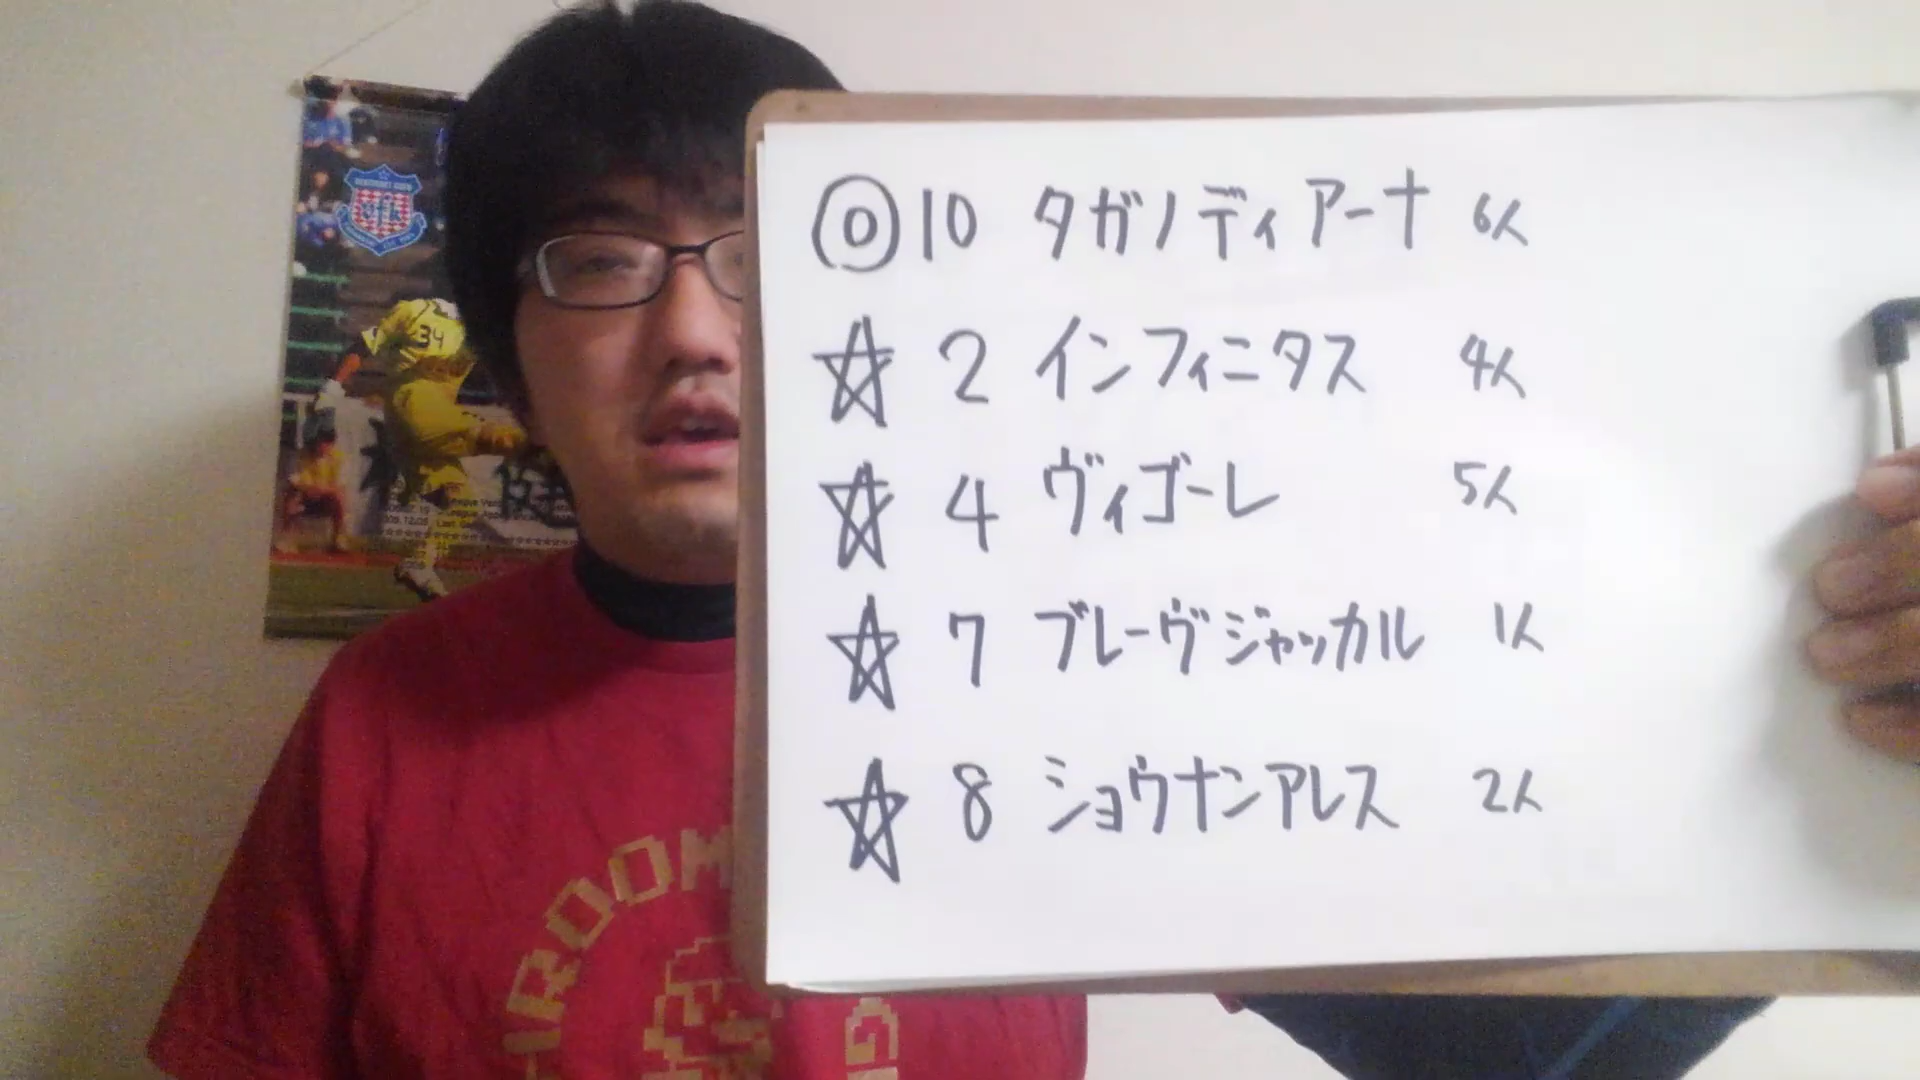 ◎ 10 タガノディアーナ 6人
☆ 2 インフィニタス 4人
☆ 4 ヴィゴーレ 5人
☆ 7 ブレーヴジャッカル 1人
☆ 8 ショウナンアレス 2人
vfk
34